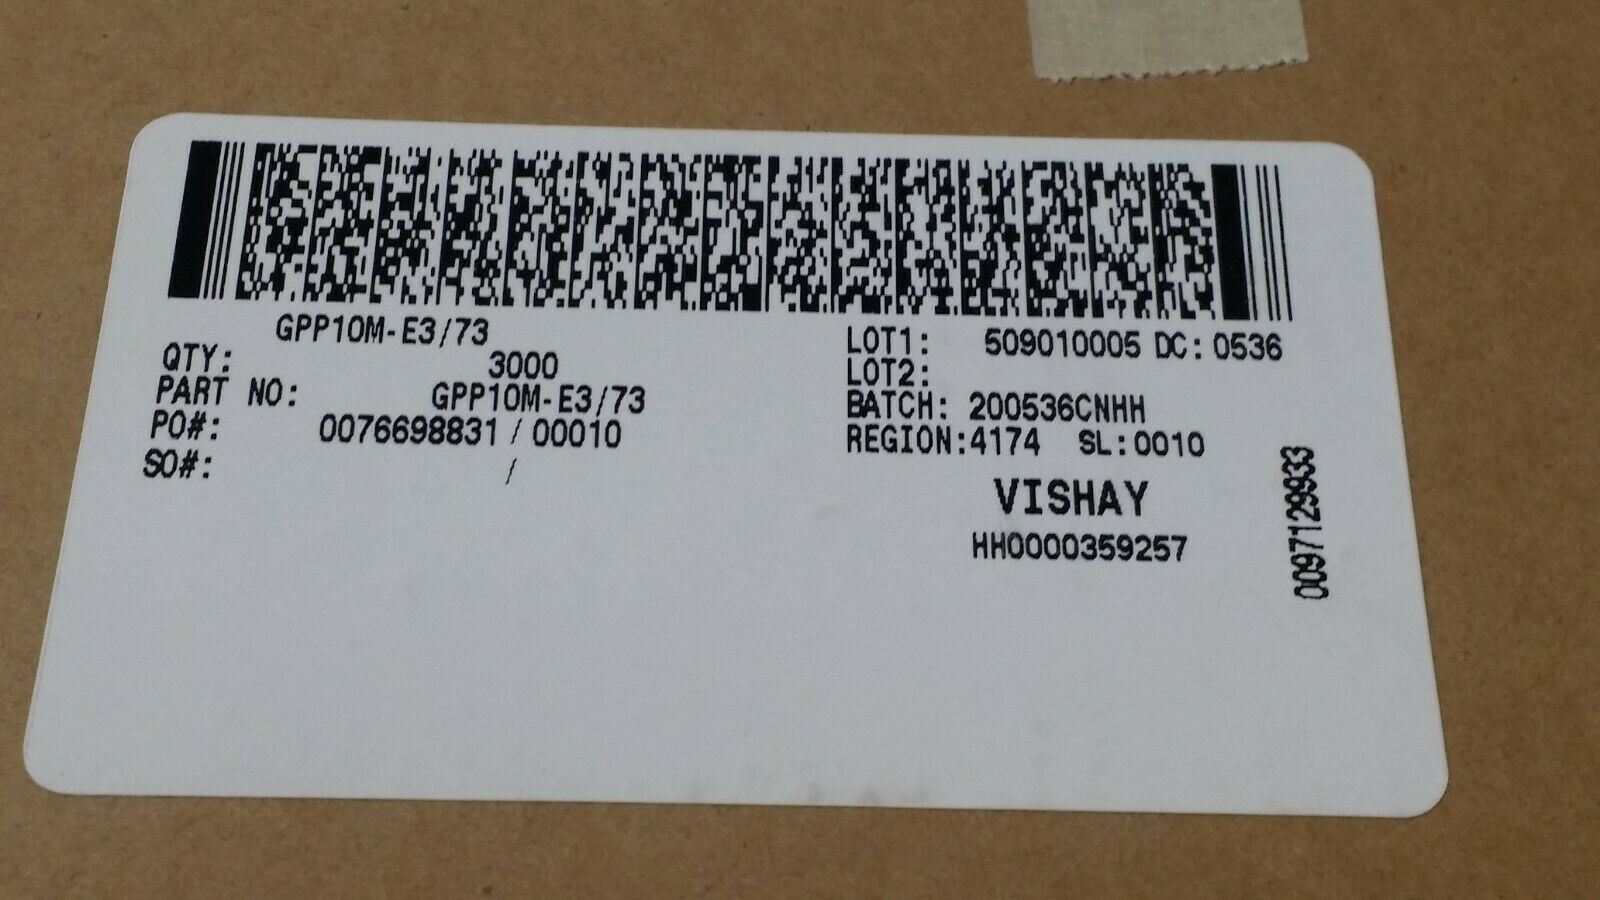 GPP10M-E3/73
QTY: 3000
PART NO: GPP10M-E3/73
PO#: 0076698831 / 00010
SO#: /
LOT1: 509010005 DC: 0536
LOT2:
BATCH: 200536CNHH
REGION:4174 SL:0010
VISHAY
HH0000359257
0097129933